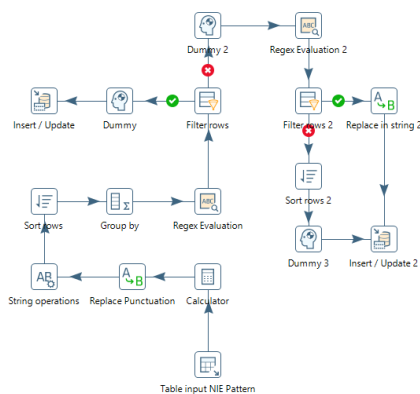 Dummy 2
Regex Evaluation 2
Insert / Update
Dummy
Filter rows
Filter rows 2
Replace in string 2
Sort rows
Group by
Regex Evaluation
Sort rows 2
Dummy 3
Insert / Update 2
String operations
Replace Punctuation
Calculator
Table input NIE Pattern